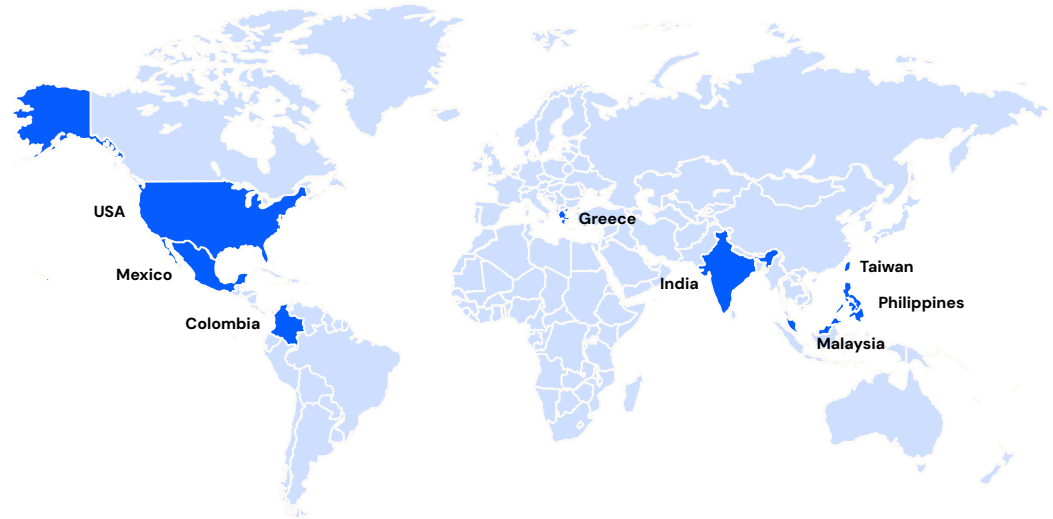 USA
Greece
Taiwan
Mexico
India
Philippines
Colombia
Malaysia